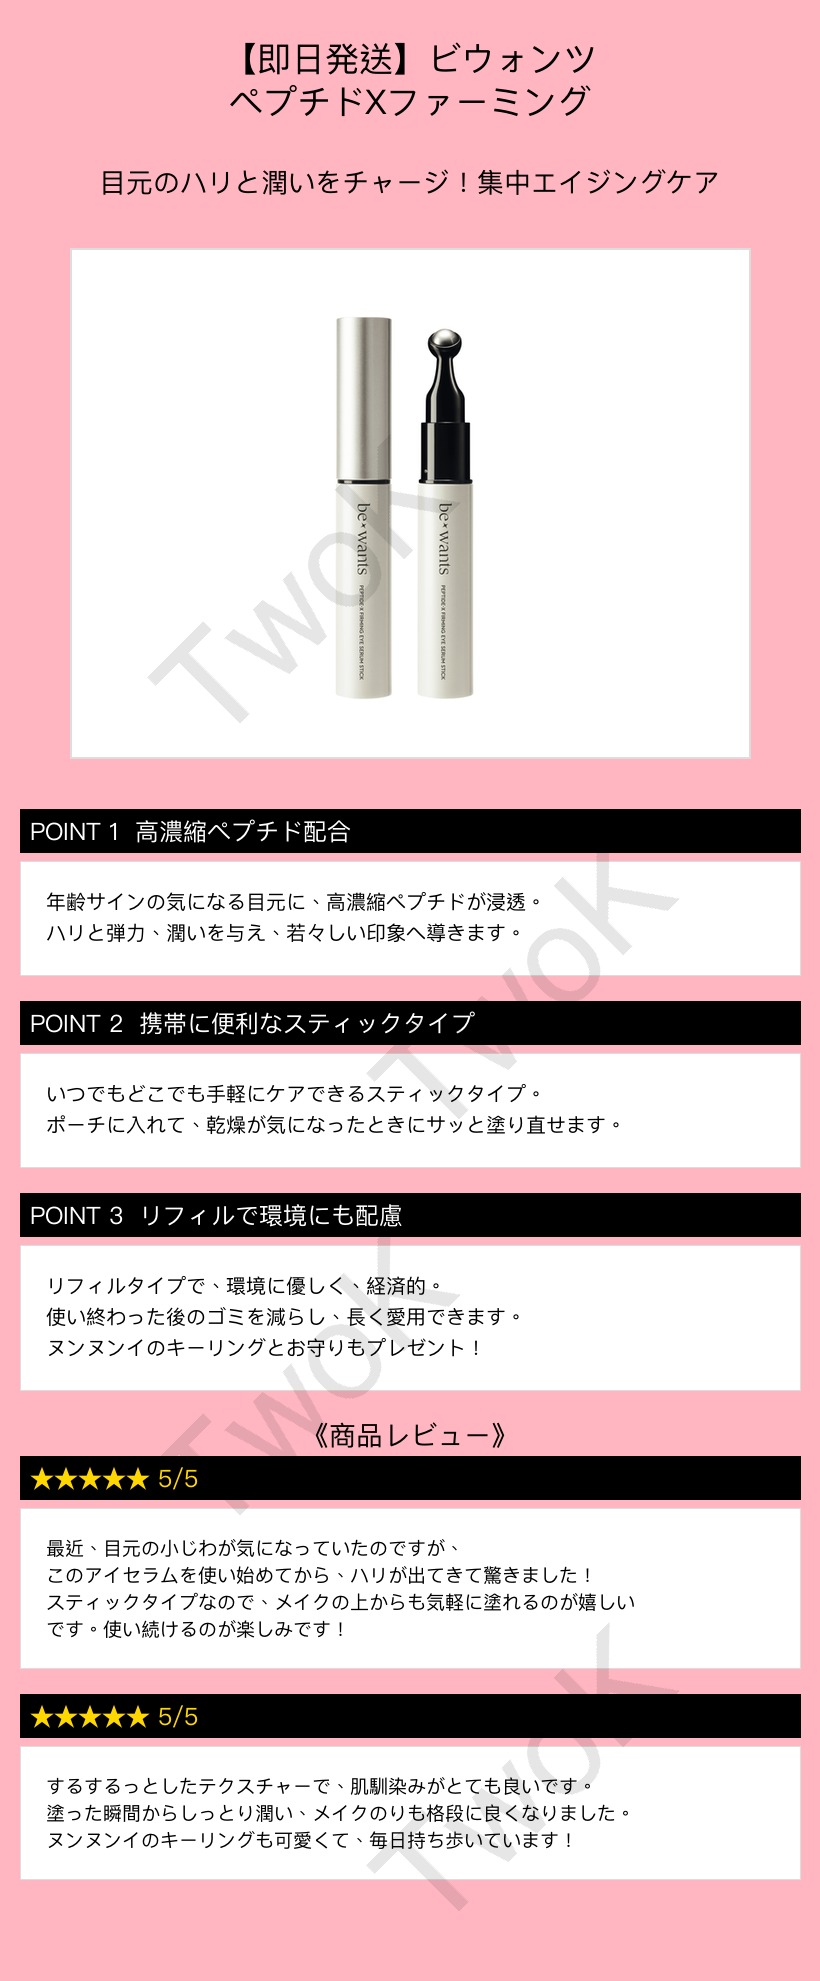 【即日発送】ビウォンツ
ペプチドXファーミング
目元のハリと潤いをチャージ！集中エイジングケア
be wants
PEPTIDE-X FIRMING EYE SERUM STICK
be wants
PEPTIDE-X FIRMING EYE SERUM STICK
TwoK
POINT 1 高濃縮ペプチド配合
年齢サインの気になる目元に、高濃縮ペプチドが浸透。
ハリと弾力、潤いを与え、若々しい印象へ導きます。
TwoK
POINT 2 携帯に便利なスティックタイプ
いつでもどこでも手軽にケアできるスティックタイプ。
ポーチに入れて、乾燥が気になったときにサッと塗り直せます。
POINT 3 リフィルで環境にも配慮
リフィルタイプで、環境に優しく、経済的。
使い終わった後のゴミを減らし、長く愛用できます。
ヌンヌンイのキーリングとお守りもプレゼント！
TwoK
《商品レビュー》
★★★★★ 5/5
最近、目元の小じわが気になっていたのですが、
このアイセラムを使い始めてから、ハリが出てきて驚きました！
スティックタイプなので、メイクの上からも気軽に塗れるのが嬉しい
です。使い続けるのが楽しみです！
★★★★★ 5/5
するするっとしたテクスチャーで、肌馴染みがとても良いです。
塗った瞬間からしっとり潤い、メイクのりも格段に良くなりました。
ヌンヌンイのキーリングも可愛くて、毎日持ち歩いています！
TwoK